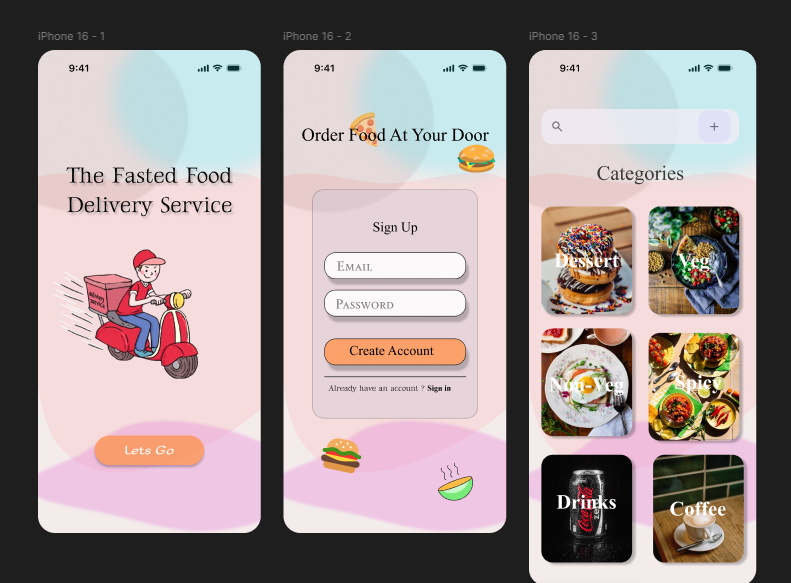 iPhone 16 - 1
9:41
The Fasted Food
Delivery Service
delivery
service
Lets Go
iPhone 16 - 2
9:41
Order Food At Your Door
Sign Up
Email
Password
Create Account
Already have an account ? Sign in
iPhone 16 - 3
9:41
+
Categories
Dessert
Veg
Non-Veg
Spicy
Drinks
Coffee